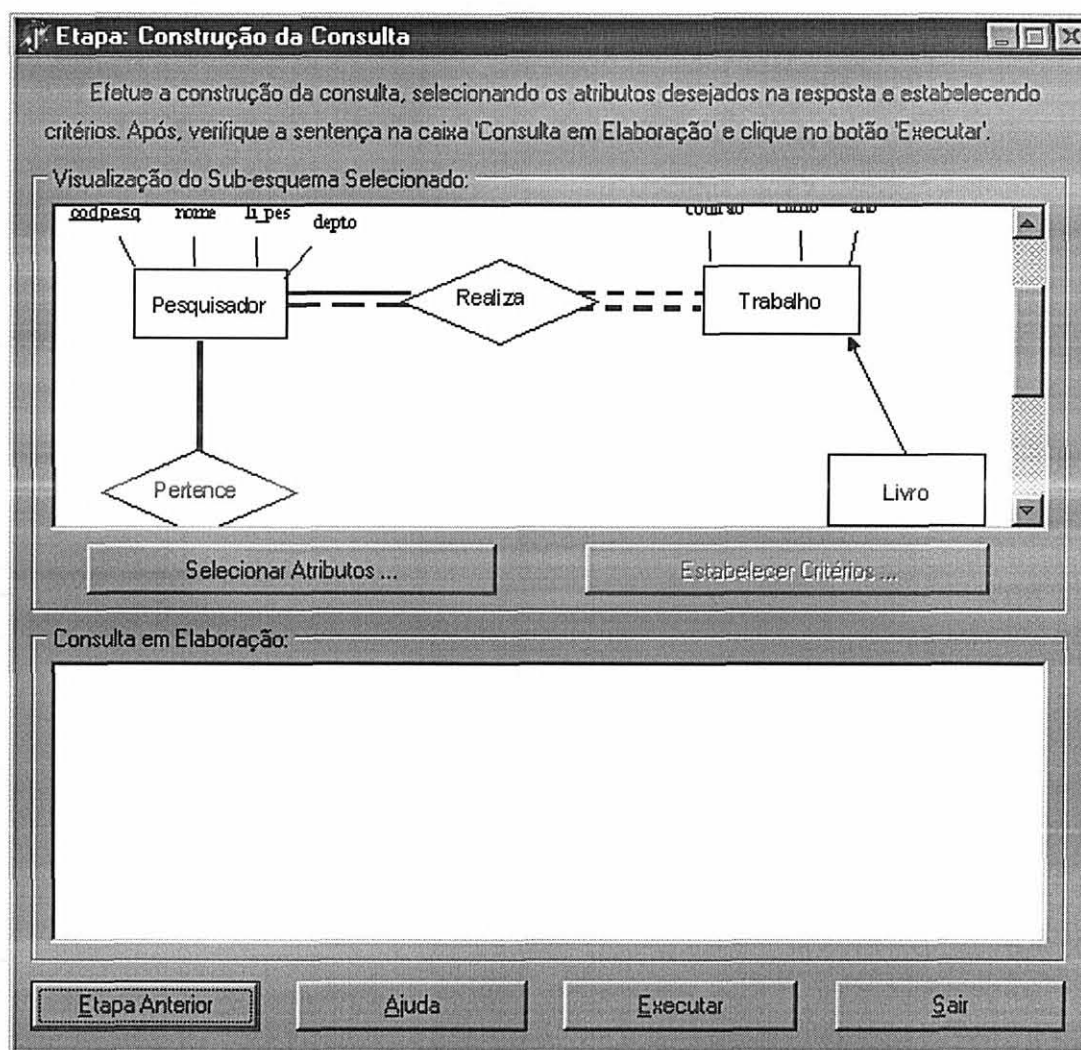 Etapa: Construção da Consulta
Efetue a construção da consulta, selecionando os atributos desejados na resposta e estabelecendo
critérios. Após, verifique a sentença na caixa 'Consulta em Elaboração' e clique no botão 'Executar'.
Visualização do Sub-esquema Selecionado:
codpesq nome li_pes
depto
Pesquisador Realiza Trabalho
Pertence Livro
Selecionar Atributos ... Estabelecer Critérios ...
Consulta em Elaboração:
Etapa Anterior Ajuda Executar Sair